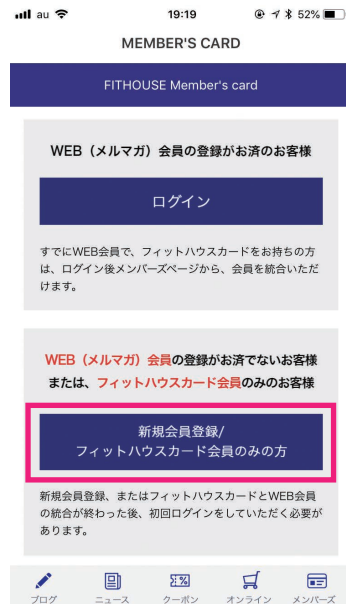 au 19:19 52%
MEMBER'S CARD
FITHOUSE Member's card
WEB（メルマガ）会員の登録がお済のお客様
ログイン
すでにWEB会員で、フィットハウスカードをお持ちの方
は、ログイン後メンバーズページから、会員を統合いただ
けます。
WEB（メルマガ）会員の登録がお済でないお客様
または、フィットハウスカード会員のみのお客様
新規会員登録/
フィットハウスカード会員のみの方
新規会員登録、またはフィットハウスカードとWEB会員
の統合が終わった後、初回ログインをしていただく必要が
あります。
ブログ ニュース クーポン オンライン メンバーズ